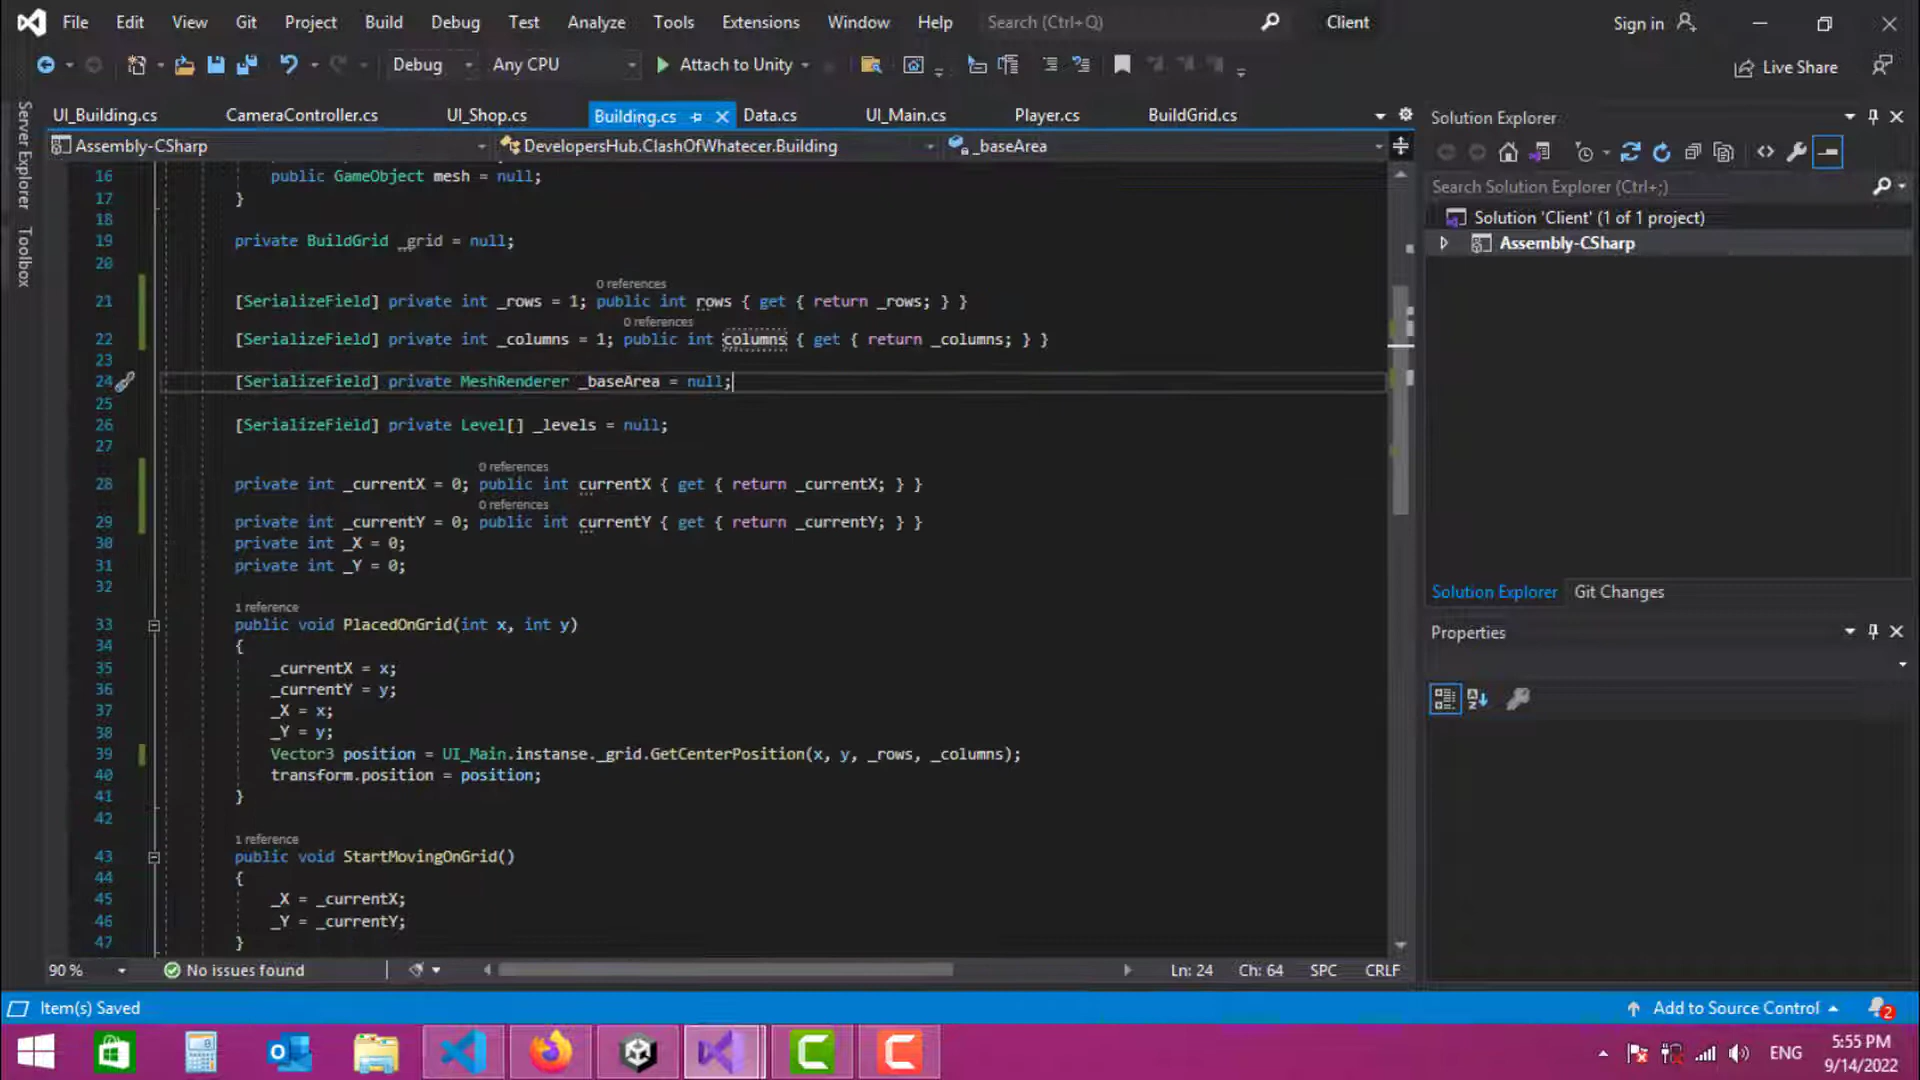 File Edit View Git Project Build Debug Test Analyze Tools Extensions Window Help Search (Ctrl+Q) Client Sign in
Debug Any CPU Attach to Unity Live Share
UI_Building.cs CameraController.cs UI_Shop.cs Building.cs Data.cs UI_Main.cs Player.cs BuildGrid.cs
Assembly-CSharp DevelopersHub.ClashOfWhatecer.Building _baseArea
Server Explorer
Toolbox
16 public GameObject mesh = null;
17 }
18
19 private BuildGrid _grid = null;
20
0 references
21 [SerializeField] private int _rows = 1; public int rows { get { return _rows; } }
0 references
22 [SerializeField] private int _columns = 1; public int columns { get { return _columns; } }
23
24 [SerializeField] private MeshRenderer _baseArea = null;
25
26 [SerializeField] private Level[] _levels = null;
27
0 references
28 private int _currentX = 0; public int currentX { get { return _currentX; } }
0 references
29 private int _currentY = 0; public int currentY { get { return _currentY; } }
30 private int _X = 0;
31 private int _Y = 0;
32
1 reference
33 public void PlacedOnGrid(int x, int y)
34 {
35 _currentX = x;
36 _currentY = y;
37 _X = x;
38 _Y = y;
39 Vector3 position = UI_Main.instanse._grid.GetCenterPosition(x, y, _rows, _columns);
40 transform.position = position;
41 }
42
1 reference
43 public void StartMovingOnGrid()
44 {
45 _X = _currentX;
46 _Y = _currentY;
47 }
90 % No issues found Ln: 24 Ch: 64 SPC CRLF
Solution Explorer
Search Solution Explorer (Ctrl+;)
Solution 'Client' (1 of 1 project)
Assembly-CSharp
Solution Explorer Git Changes
Properties
Item(s) Saved Add to Source Control 2
ENG 5:55 PM
9/14/2022